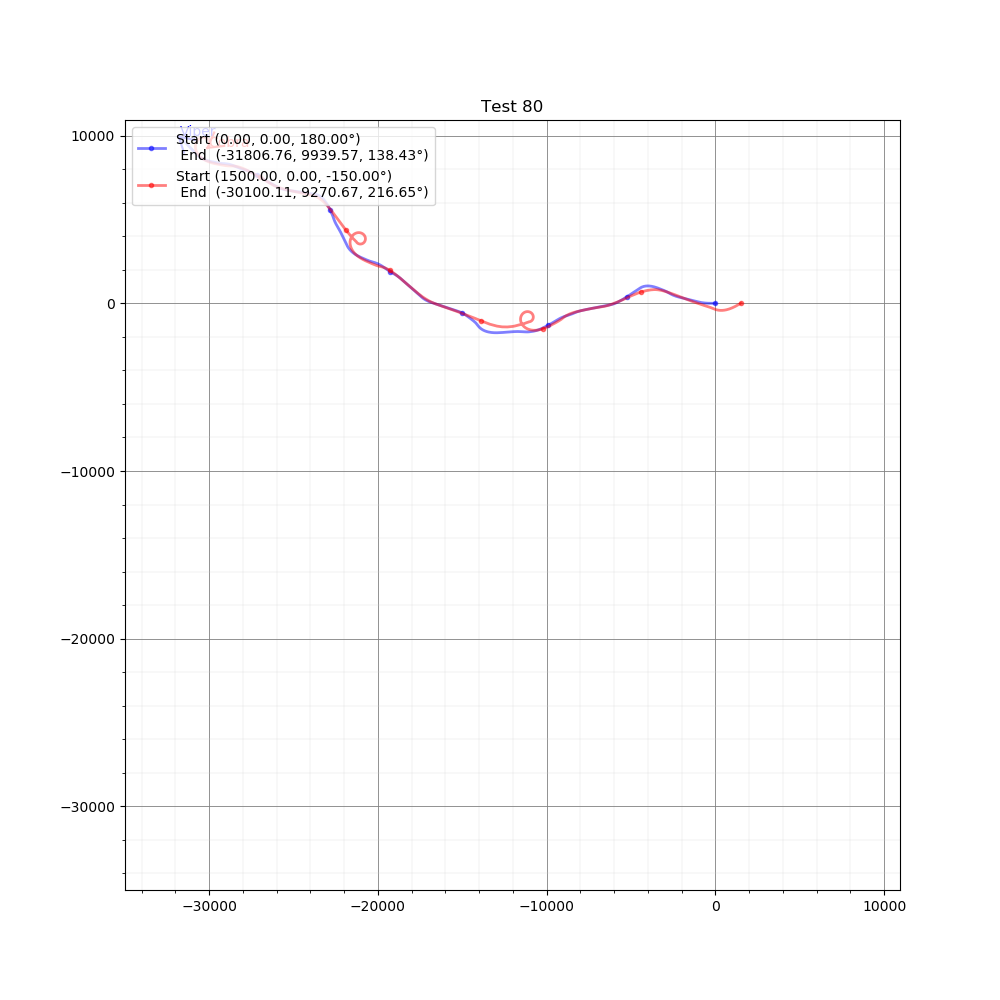 Test 80
Viper
Start (0.00, 0.00, 180.00°)
End (-31806.76, 9939.57, 138.43°)
Start (1500.00, 0.00, -150.00°)
End (-30100.11, 9270.67, 216.65°)
10000
0
−10000
−20000
−30000
−30000
−20000
−10000
0
10000